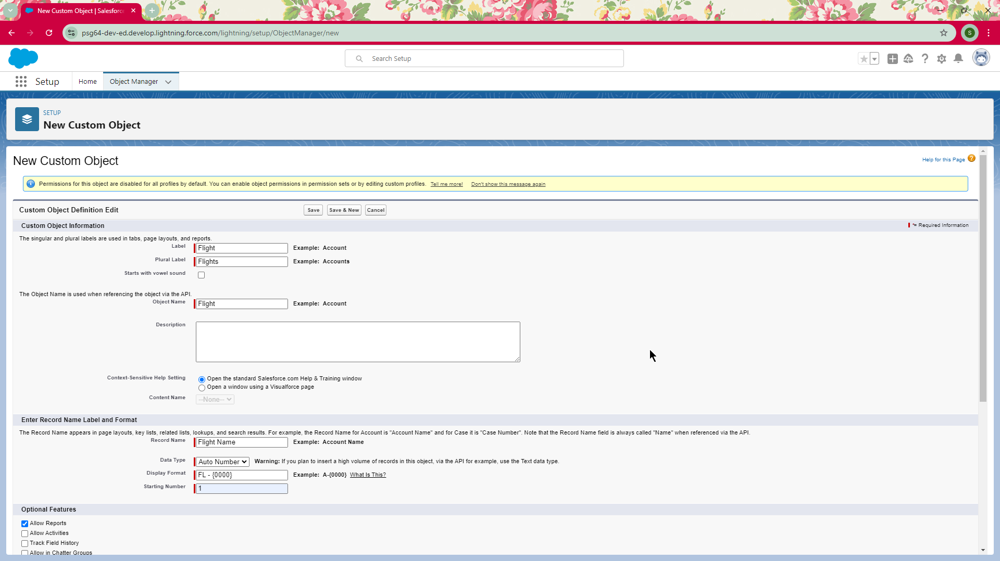 New Custom Object | Salesforce
psg64-dev-ed.develop.lightning.force.com/lightning/setup/ObjectManager/new
S
Search Setup
Setup
Home
Object Manager
SETUP
New Custom Object
New Custom Object
Help for this Page
Permissions for this object are disabled for all profiles by default. You can enable object permissions in permission sets or by editing custom profiles. Tell me more! Don't show this message again
Custom Object Definition Edit
Save
Save & New
Cancel
Custom Object Information
= Required Information
The singular and plural labels are used in tabs, page layouts, and reports.
Label
Flight
Example: Account
Plural Label
Flights
Example: Accounts
Starts with vowel sound
The Object Name is used when referencing the object via the API.
Object Name
Flight
Example: Account
Description
Context-Sensitive Help Setting
Open the standard Salesforce.com Help & Training window
Open a window using a Visualforce page
Content Name
--None--
Enter Record Name Label and Format
The Record Name appears in page layouts, key lists, related lists, lookups, and search results. For example, the Record Name for Account is "Account Name" and for Case it is "Case Number". Note that the Record Name field is always called "Name" when referenced via the API.
Record Name
Flight Name
Example: Account Name
Data Type
Auto Number
Warning: If you plan to insert a high volume of records in this object, via the API for example, use the Text data type.
Display Format
FL - {0000}
Example: A-{0000} What Is This?
Starting Number
1
Optional Features
Allow Reports
Allow Activities
Track Field History
Allow in Chatter Groups